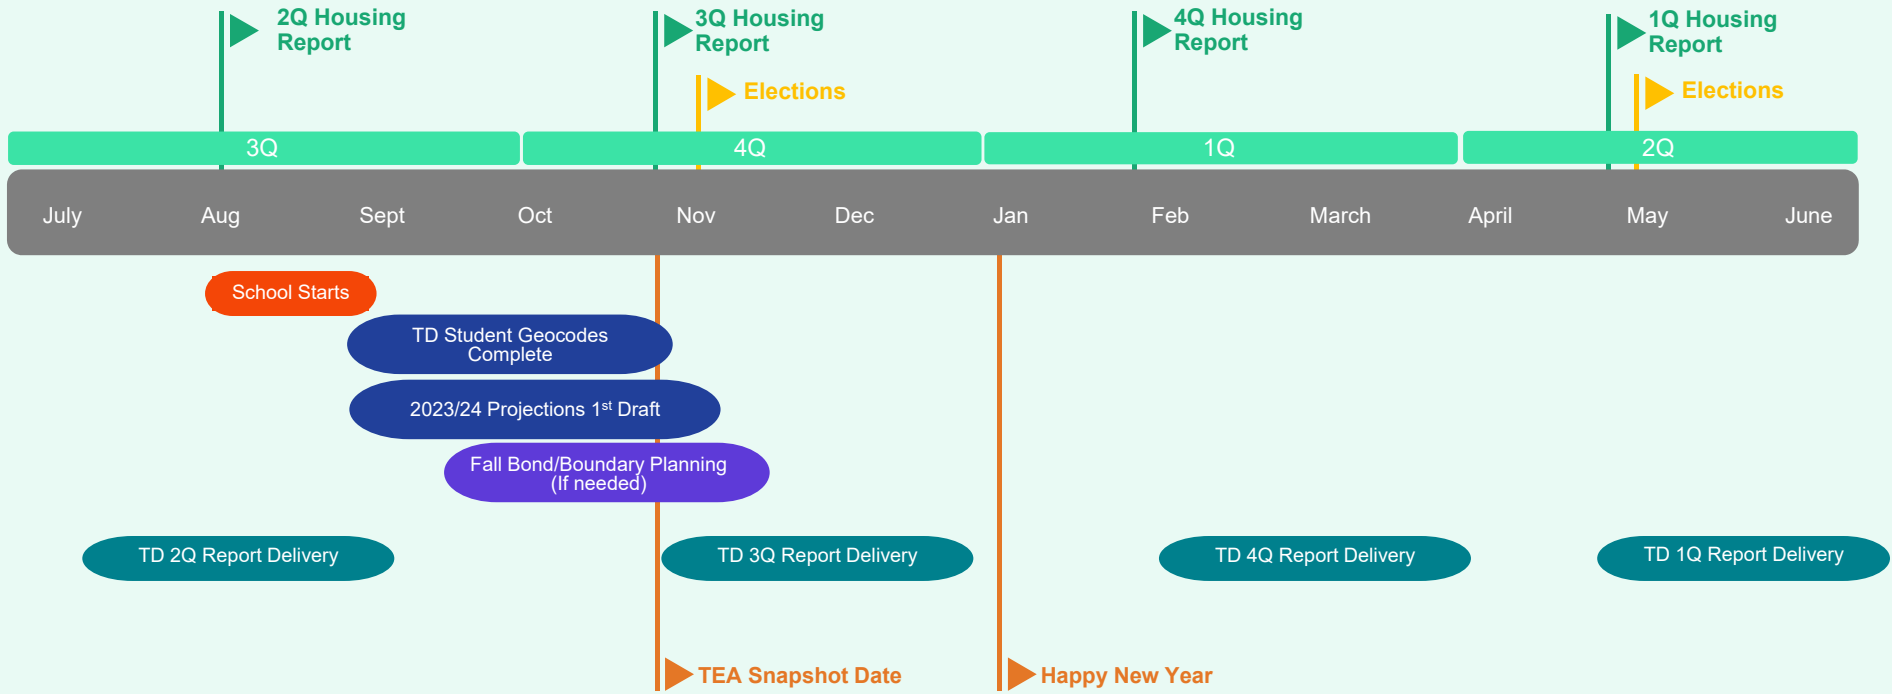 2Q Housing
Report
3Q Housing
Report
4Q Housing
Report
1Q Housing
Report
Elections
Elections
3Q
4Q
1Q
2Q
July
Aug
Sept
Oct
Nov
Dec
Jan
Feb
March
April
May
June
School Starts
TD Student Geocodes
Complete
2023/24 Projections 1st Draft
Fall Bond/Boundary Planning
(If needed)
TD 2Q Report Delivery
TD 3Q Report Delivery
TD 4Q Report Delivery
TD 1Q Report Delivery
TEA Snapshot Date
Happy New Year